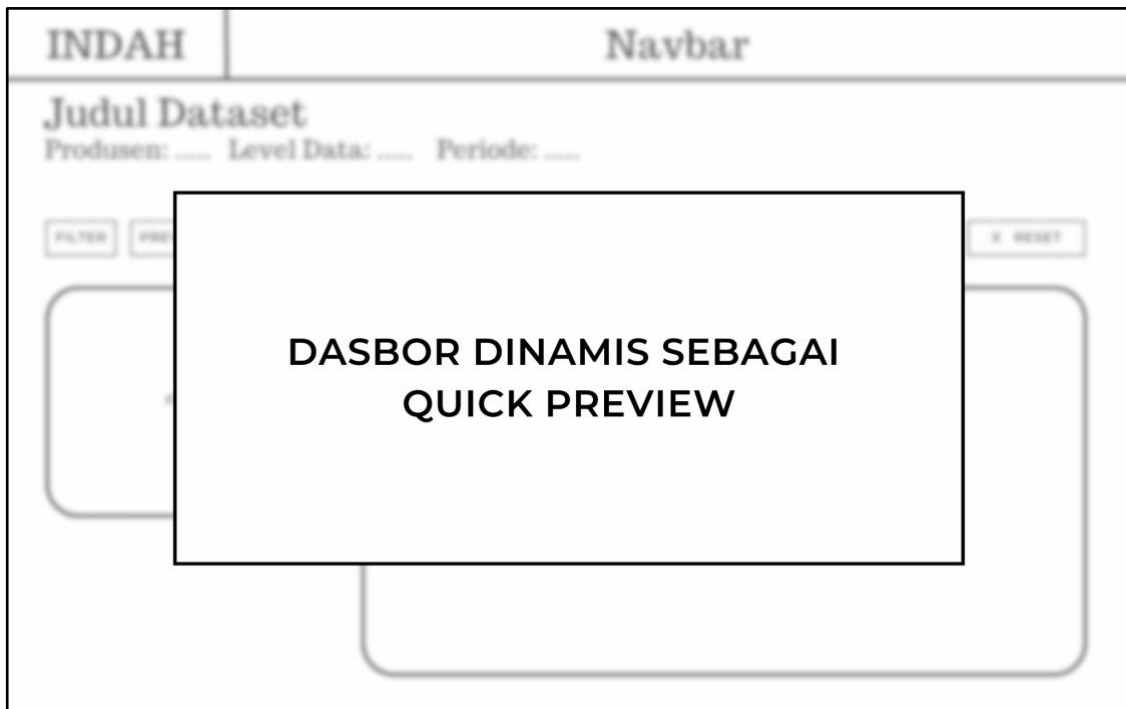 INDAH
Navbar
Judul Dataset
Produsen: ..... Level Data: ..... Periode: .....
FILTER
X RESET
DASBOR DINAMIS SEBAGAI
QUICK PREVIEW